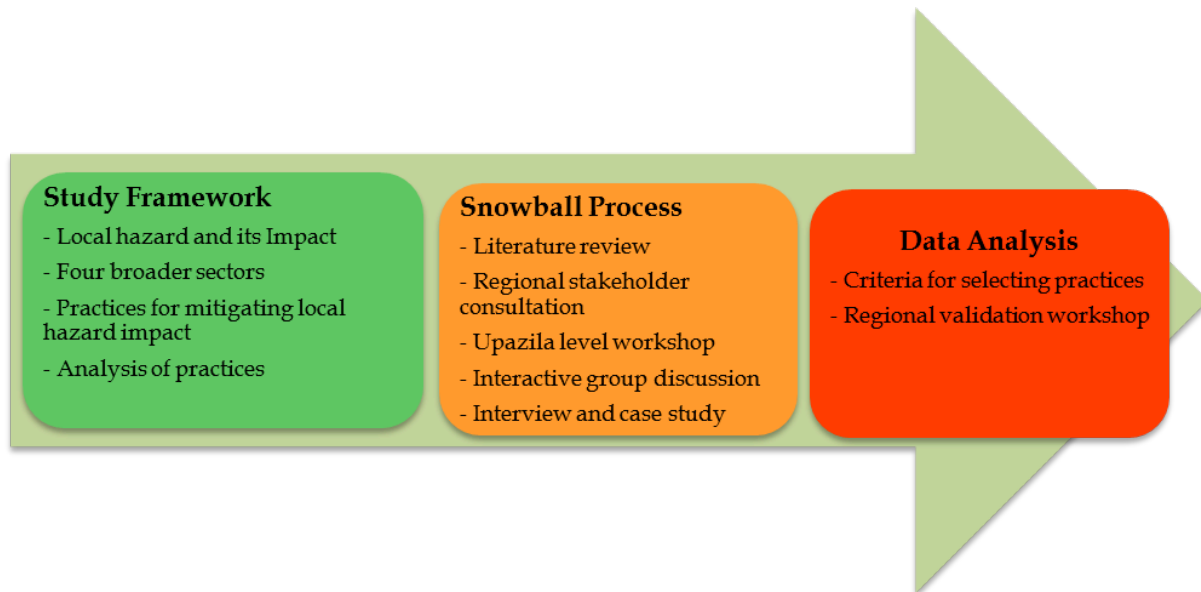 Study Framework
- Local hazard and its Impact
- Four broader sectors
- Practices for mitigating local
hazard impact
- Analysis of practices
Snowball Process
- Literature review
- Regional stakeholder
consultation
- Upazila level workshop
- Interactive group discussion
- Interview and case study
Data Analysis
- Criteria for selecting practices
- Regional validation workshop